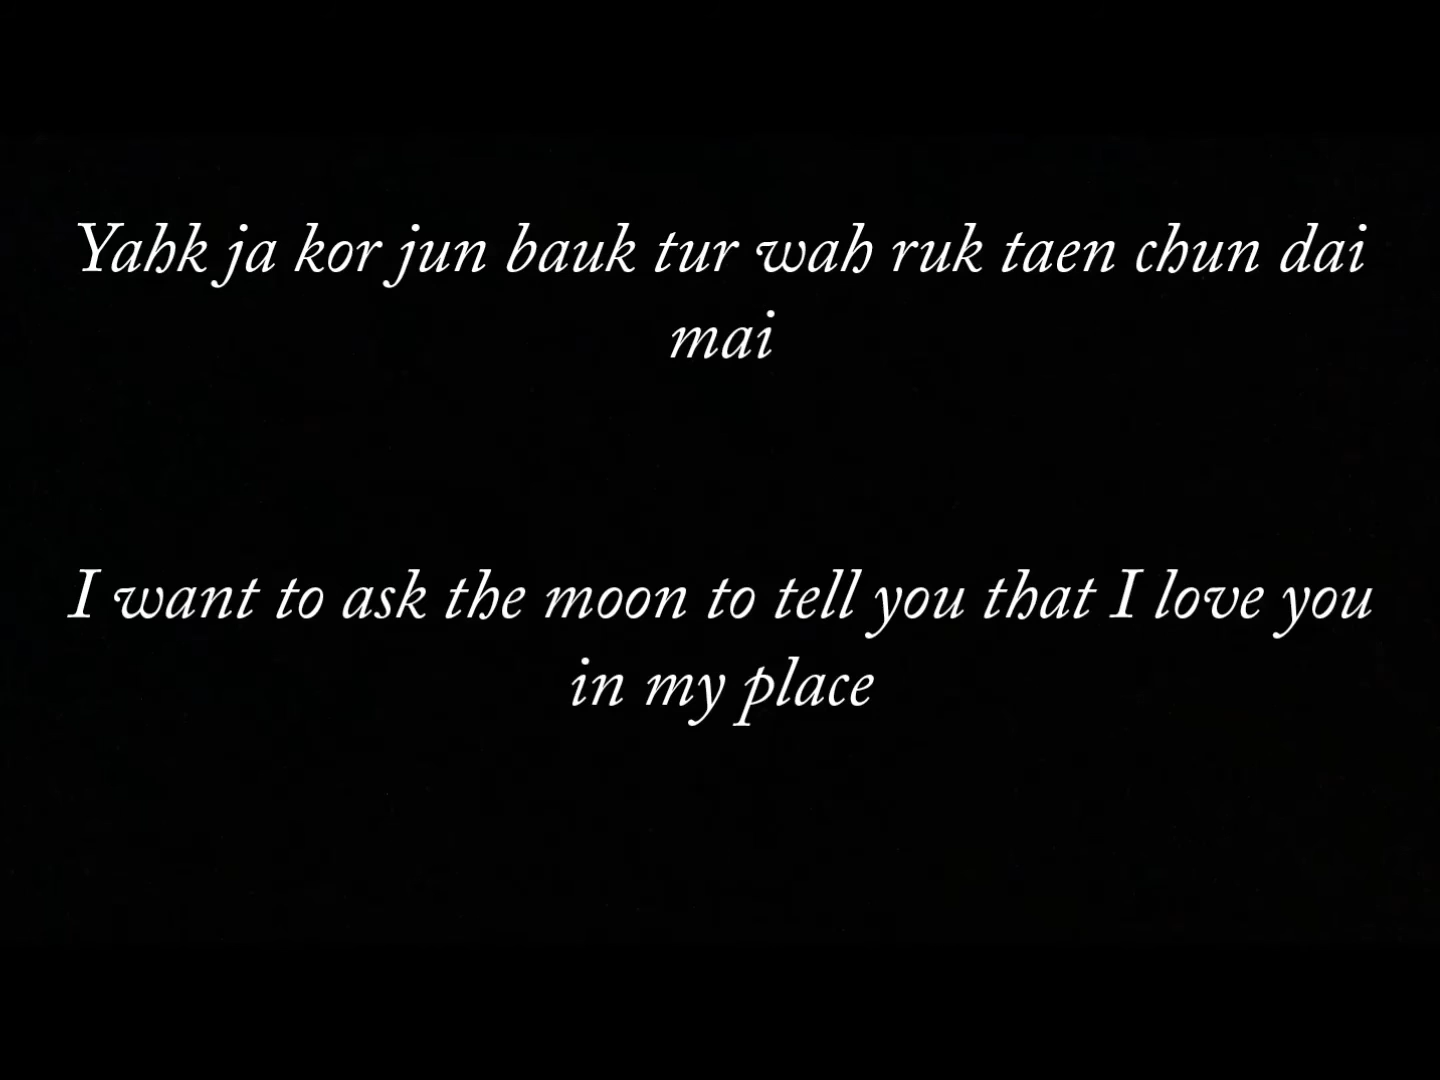 Yahk ja kor jun bauk tur wah ruk taen chun dai
mai
I want to ask the moon to tell you that I love you
in my place